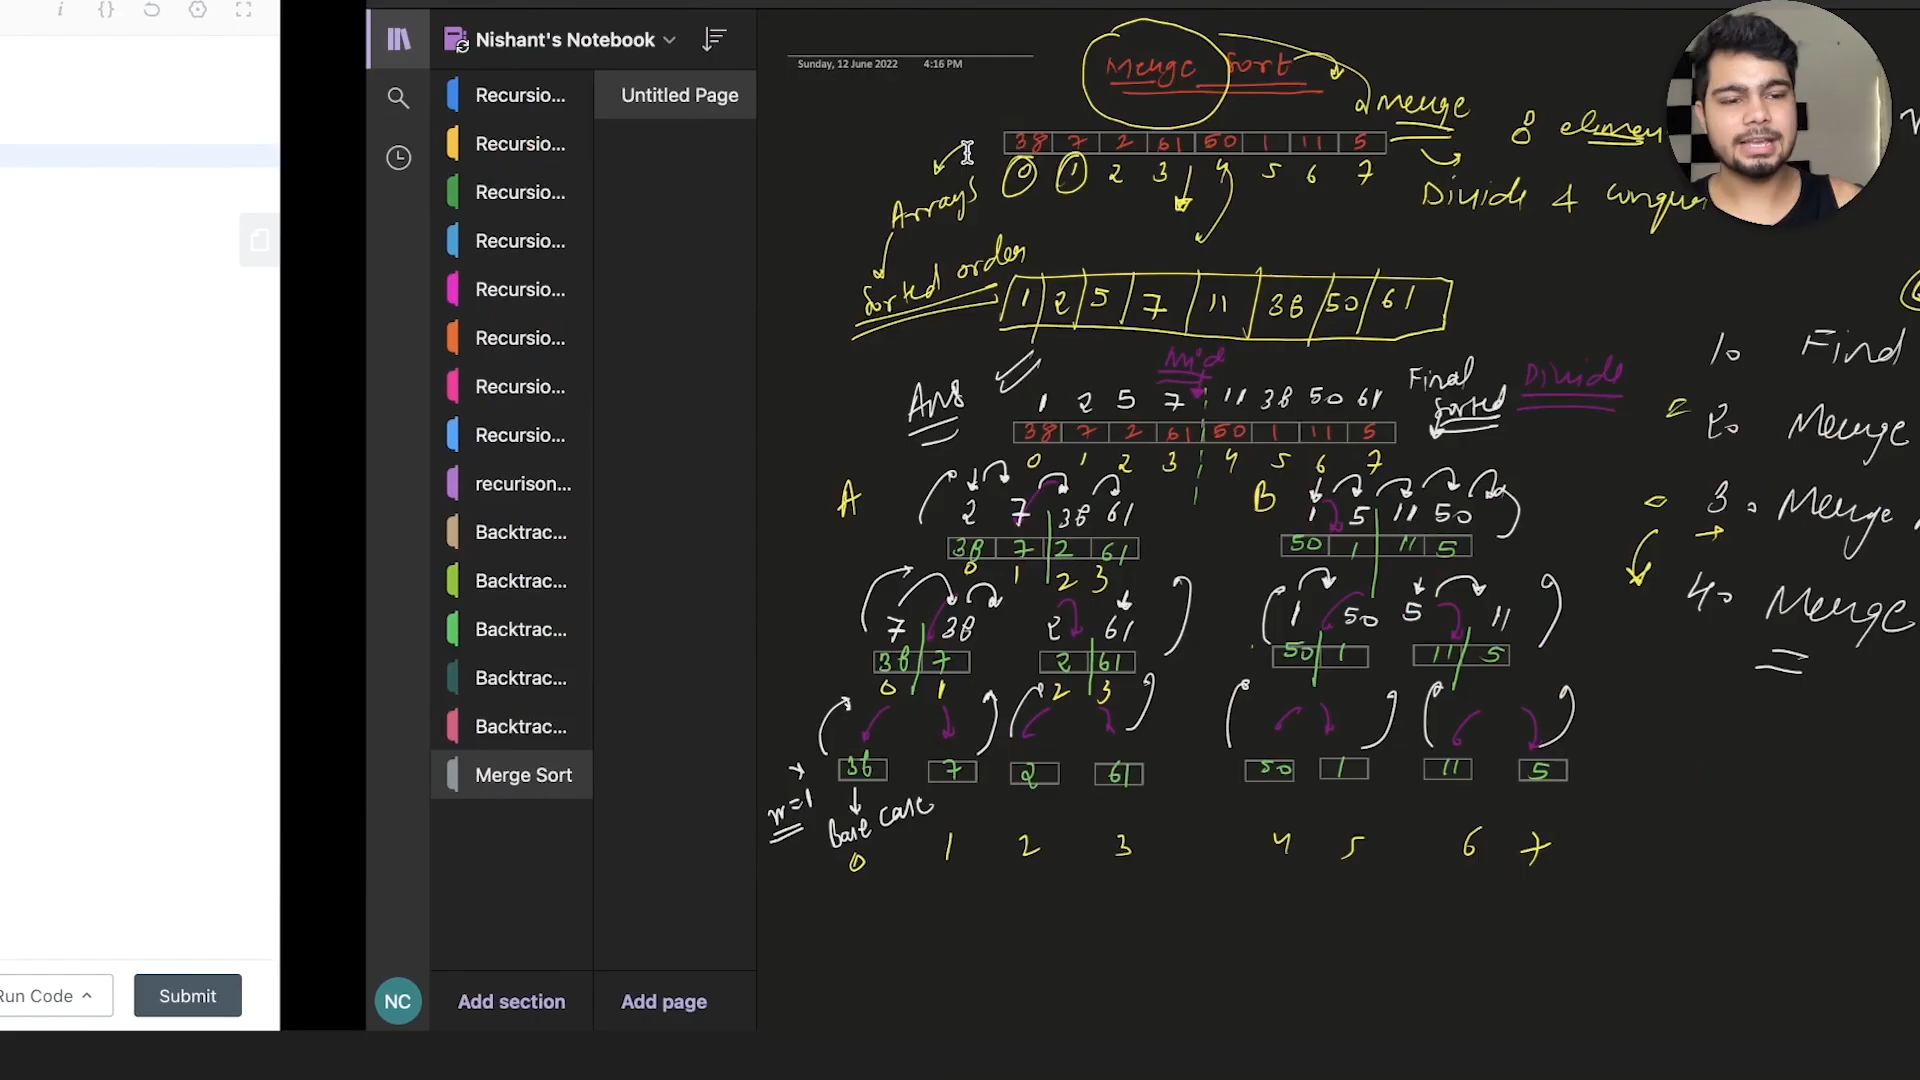 Nishant's Notebook
Recursio...
Recursio...
Recursio...
Recursio...
Recursio...
Recursio...
Recursio...
Recursio...
recurison...
Backtrac...
Backtrac...
Backtrac...
Backtrac...
Backtrac...
Merge Sort
Untitled Page
NC
Add section
Add page
Run Code
Submit
Sunday, 12 June 2022 4:16 PM
Merge Sort
Merge
8 elemen
38 7 2 61 50 1 11 5
0 1 2 3 4 5 6 7
Divide & conquer
Arrays
Sorted order
1 2 5 7 11 38 50 61
Mid
Final Sorted
Divide
Ans
1 2 5 7 11 38 50 61
38 7 2 61 50 1 11 5
0 1 2 3 4 5 6 7
A
B
2 7 38 61
1 5 11 50
38 7 2 61
50 1 11 5
0 1 2 3
7 38
2 61
1 50
5 11
38 7
2 61
50 1
11 5
0 1
2 3
38 7 2 61 50 1 11 5
n=1
Base case
0 1 2 3 4 5 6 7
1. Find
2. Merge
3. Merge
4. Merge